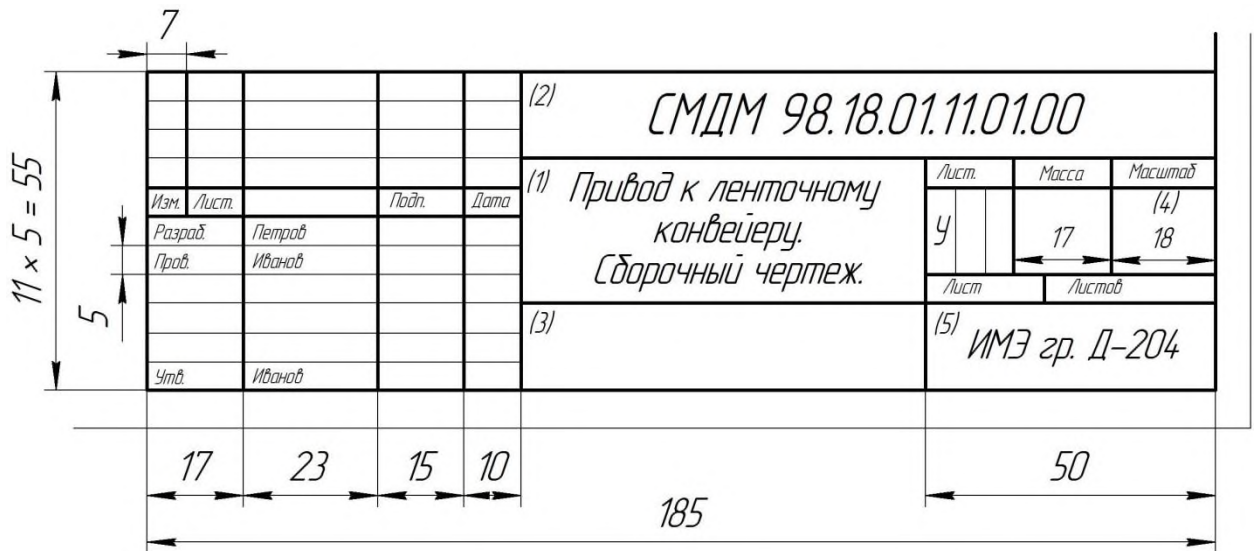 7
11 × 5 = 55
5
(2)
СМДМ 98.18.01.11.01.00
(1)
Привод к ленточному
конвейеру.
Сборочный чертеж.
Лист.
Масса
Масштаб
(4)
У
17
18
Лист
Листов
Изм.
Лист.
Подп.
Дата
Разраб.
Петров
Пров.
Иванов
Утв.
Иванов
(3)
(5)
ИМЭ гр. Д-204
17
23
15
10
50
185